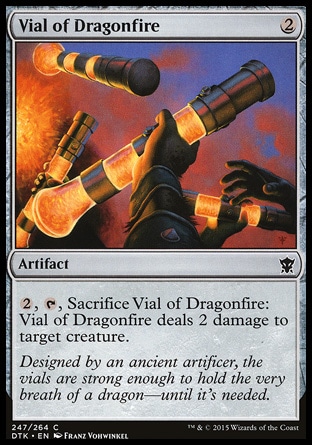 Vial of Dragonfire 2
Artifact
2, T, Sacrifice Vial of Dragonfire:
Vial of Dragonfire deals 2 damage to
target creature.
Designed by an ancient artificer, the
vials are strong enough to hold the very
breath of a dragon—until it's needed.
247/264 C
DTK • EN Franz Vohwinkel
™ & © 2015 Wizards of the Coast